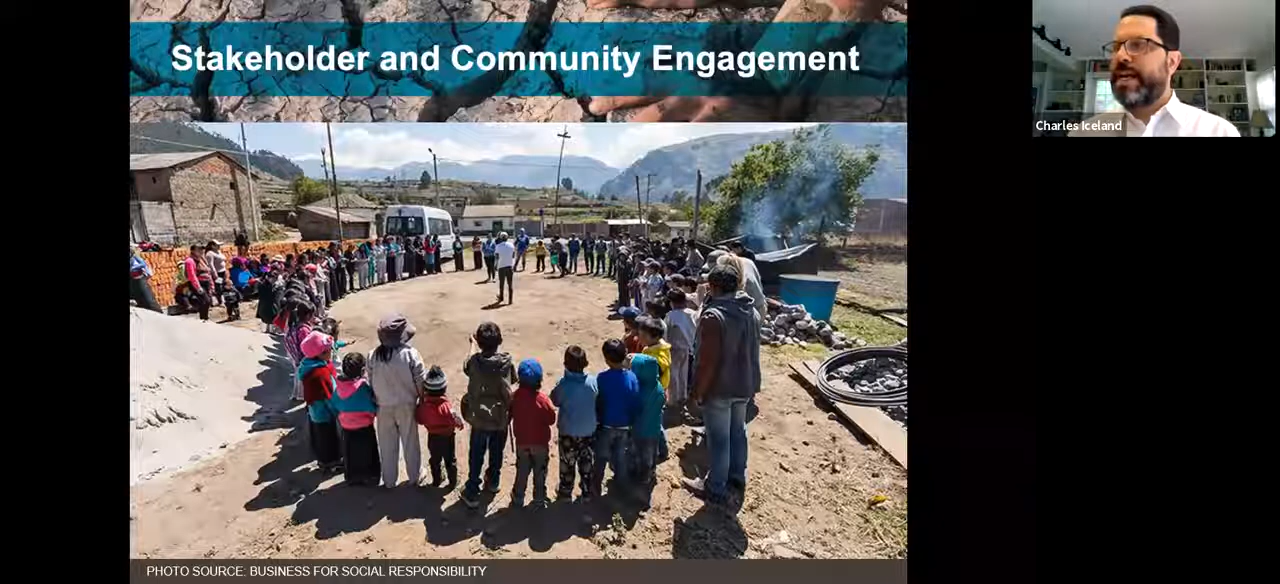 Stakeholder and Community Engagement
Charles Iceland
PHOTO SOURCE: BUSINESS FOR SOCIAL RESPONSIBILITY